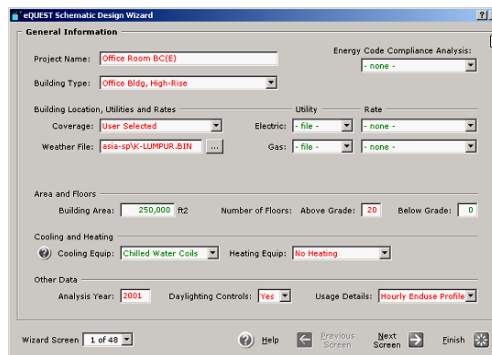 eQUEST Schematic Design Wizard
General Information
Project Name: Office Room BC(E)
Energy Code Compliance Analysis:
- none -
Building Type: Office Bldg, High-Rise
Building Location, Utilities and Rates Utility Rate
Coverage: User Selected Electric: - file - - none -
Weather File: asia-sp\K-LUMPUR.BIN ... Gas: - file - - none -
Area and Floors
Building Area: 250,000 ft2 Number of Floors: Above Grade: 20 Below Grade: 0
Cooling and Heating
Cooling Equip: Chilled Water Coils Heating Equip: No Heating
Other Data
Analysis Year: 2001 Daylighting Controls: Yes Usage Details: Hourly Enduse Profile
Wizard Screen 1 of 48 ? Help Previous Screen Next Screen Finish